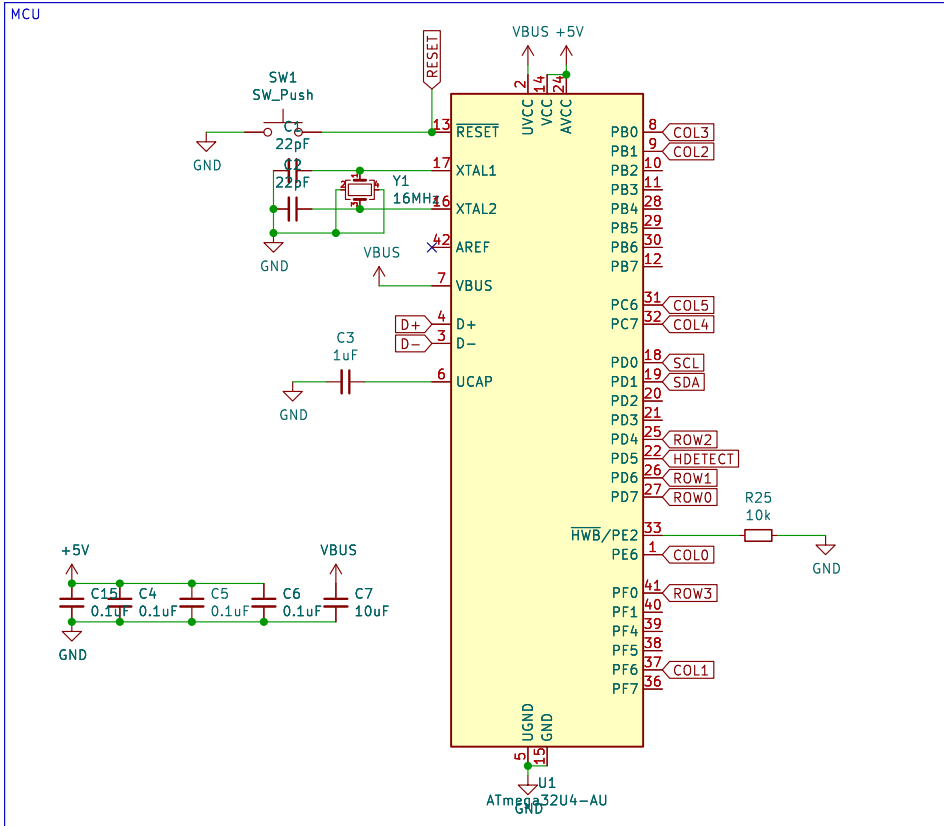 MCU
RESET
VBUS +5V
2
14
24
UVCC
VCC
AVCC
SW1
SW_Push
GND
C1
22pF
C2
22pF
Y1
16MHz
1
2
3
4
GND
13 RESET
17 XTAL1
16 XTAL2
42 AREF
VBUS
7 VBUS
D+ 4 D+
D- 3 D-
C3
1uF
GND
6 UCAP
PB0 8 COL3
PB1 9 COL2
PB2 10
PB3 11
PB4 28
PB5 29
PB6 30
PB7 12
PC6 31 COL5
PC7 32 COL4
PD0 18 SCL
PD1 19 SDA
PD2 20
PD3 21
PD4 25 ROW2
PD5 22 HDETECT
PD6 26 ROW1
PD7 27 ROW0
HWB/PE2 33
R25
10k
GND
PE6 1 COL0
PF0 41 ROW3
PF1 40
PF4 39
PF5 38
PF6 37 COL1
PF7 36
+5V
VBUS
C15
0.1uF
C4
0.1uF
C5
0.1uF
C6
0.1uF
C7
10uF
GND
UGND
GND
5
15
U1
ATmega32U4-AU
GND